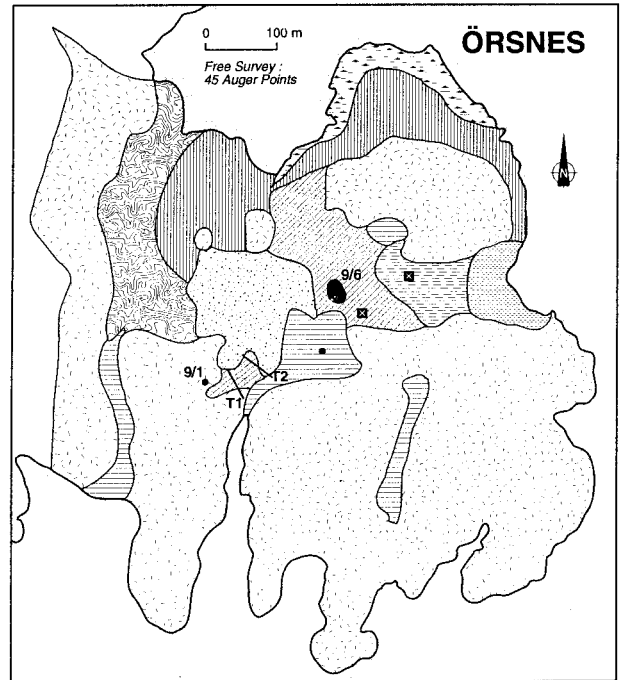 ÖRSNES
0 100 m
Free Survey :
45 Auger Points
N
9/6
9/1
T2
T1